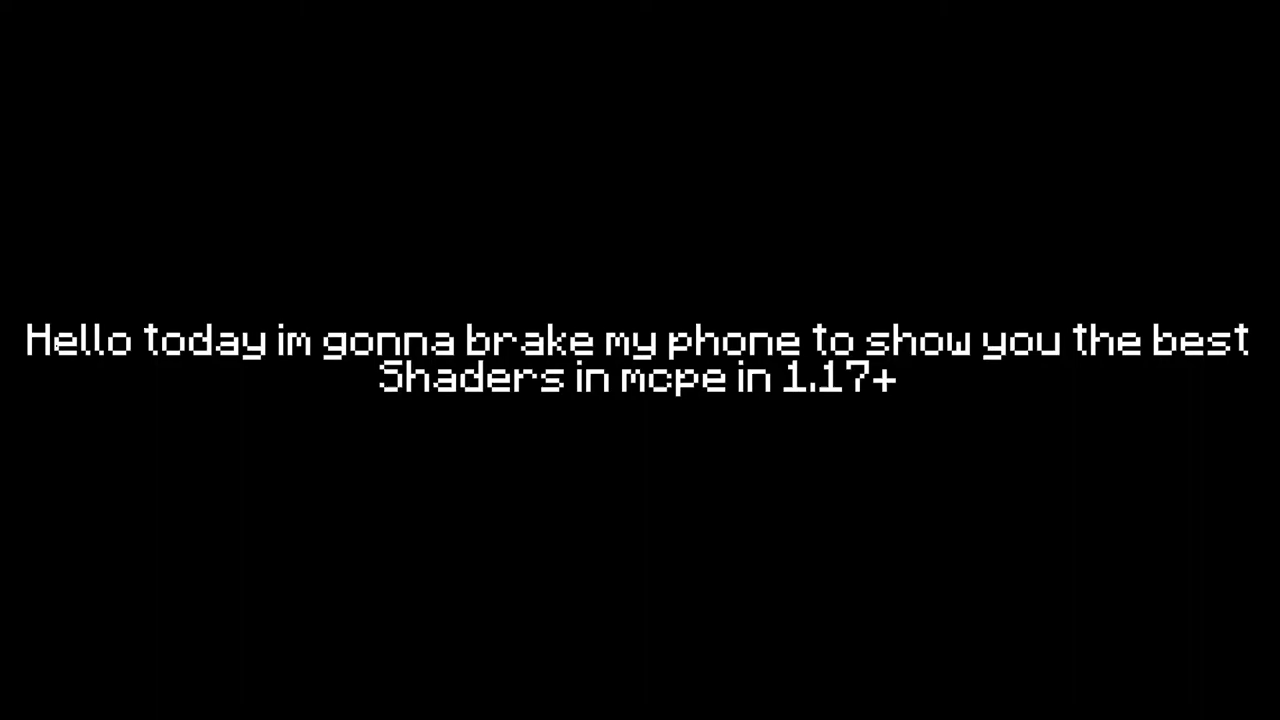 Hello today im gonna brake my phone to show you the best
Shaders in mcpe in 1.17+